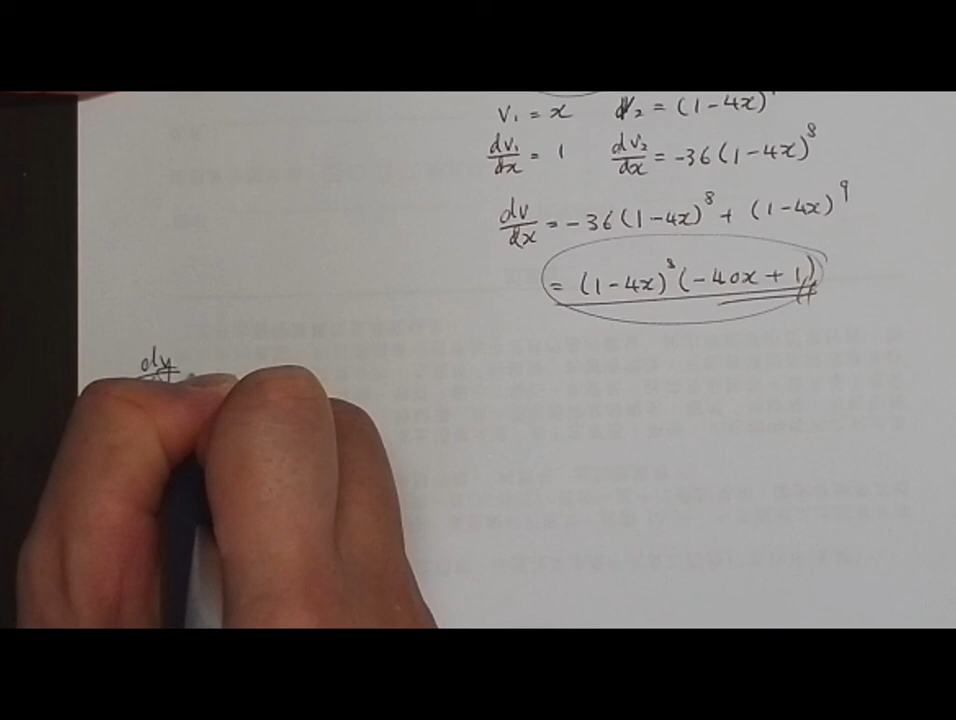 v₁ = x v₂ = (1-4x)⁹
dv₁/dx = 1 dv₂/dx = -36(1-4x)⁸
dv/dx = -36(1-4x)⁸ + (1-4x)⁹
= (1-4x)⁸(-40x+1)
dy